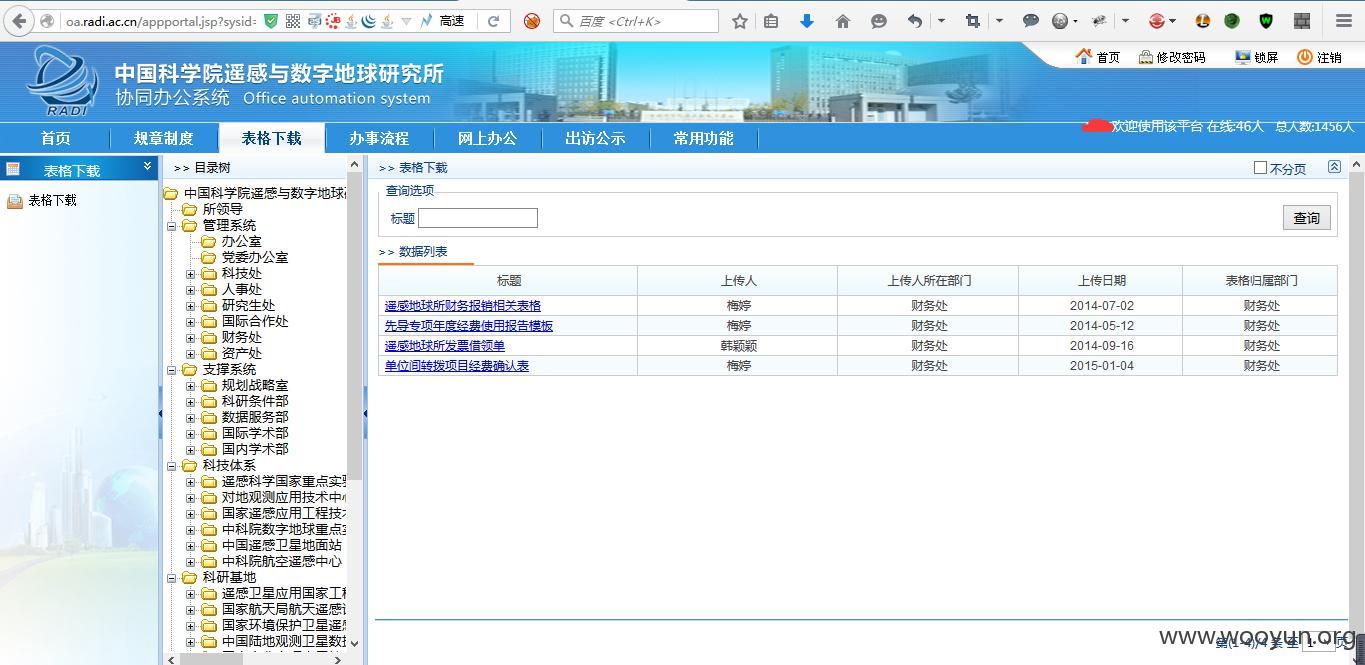 oa.radi.ac.cn/appportal.jsp?sysid= 高速 百度 <Ctrl+K>
中国科学院遥感与数字地球研究所
协同办公系统 Office automation system
RADI
首页 修改密码 锁屏 注销
首页 规章制度 表格下载 办事流程 网上办公 出访公示 常用功能
欢迎使用该平台 在线:46人 总人数:1456人
表格下载
表格下载
>> 目录树
中国科学院遥感与数字地球
所领导
管理系统
办公室
党委办公室
科技处
人事处
研究生处
国际合作处
财务处
资产处
支撑系统
规划战略室
科研条件部
数据服务部
国际学术部
国内学术部
科技体系
遥感科学国家重点实
对地观测应用技术中
国家遥感应用工程技
中科院数字地球重点
中国遥感卫星地面站
中科院航空遥感中心
科研基地
遥感卫星应用国家工
国家航天局航天遥感
国家环境保护卫星遥
中国陆地观测卫星数
>> 表格下载 不分页
查询选项
标题 查询
>> 数据列表
标题 上传人 上传人所在部门 上传日期 表格归属部门
遥感地球所财务报销相关表格 梅婷 财务处 2014-07-02 财务处
先导专项年度经费使用报告模板 梅婷 财务处 2014-05-12 财务处
遥感地球所发票借领单 韩颖颖 财务处 2014-09-16 财务处
单位间转拨项目经费确认表 梅婷 财务处 2015-01-04 财务处
第(1-4)/4 条 至 1 页
www.wooyun.org